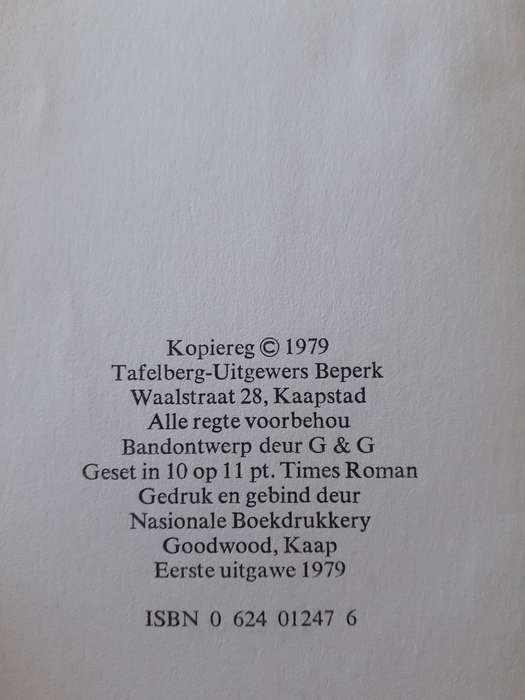 Kopiereg © 1979
Tafelberg-Uitgewers Beperk
Waalstraat 28, Kaapstad
Alle regte voorbehou
Bandontwerp deur G & G
Geset in 10 op 11 pt. Times Roman
Gedruk en gebind deur
Nasionale Boekdrukkery
Goodwood, Kaap
Eerste uitgawe 1979
ISBN 0 624 01247 6